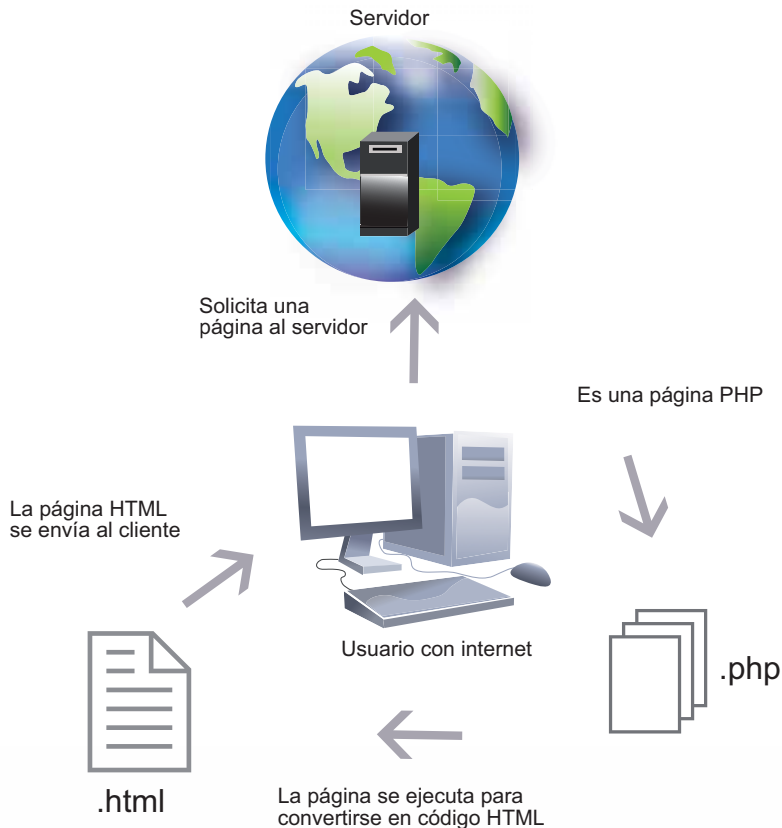 Servidor
Solicita una
página al servidor
Es una página PHP
La página HTML
se envía al cliente
Usuario con internet
.php
.html
La página se ejecuta para
convertirse en código HTML